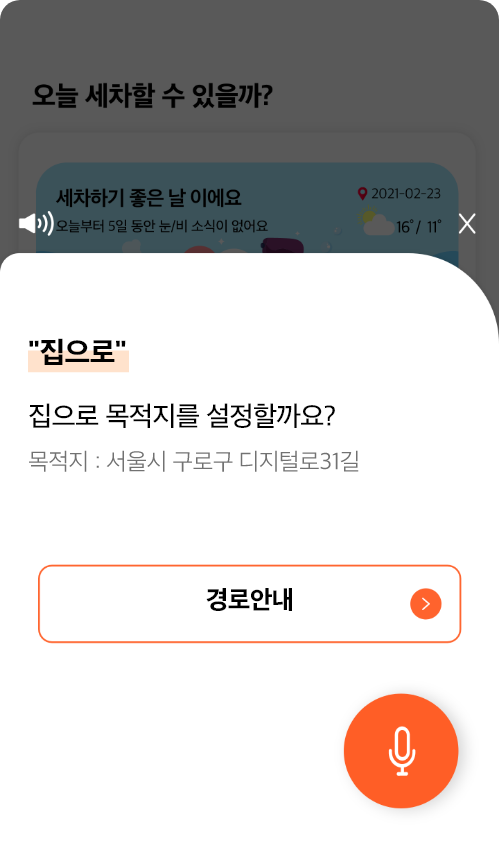 오늘 세차할 수 있을까?
세차하기 좋은 날 이에요
2021-02-23
오늘부터 5일 동안 눈/비 소식이 없어요
16°/ 11°
X
"집으로"
집으로 목적지를 설정할까요?
목적지 : 서울시 구로구 디지털로31길
경로안내